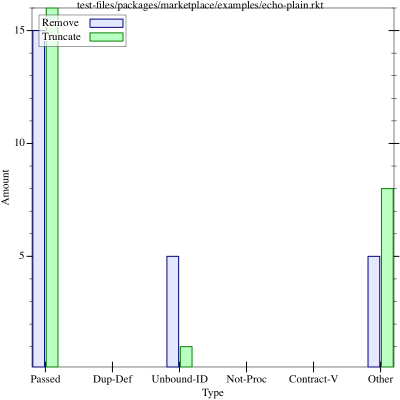 test-files/packages/marketplace/examples/echo-plain.rkt
Remove
Truncate
15
10
5
Amount
Passed Dup-Def Unbound-ID Not-Proc Contract-V Other
Type